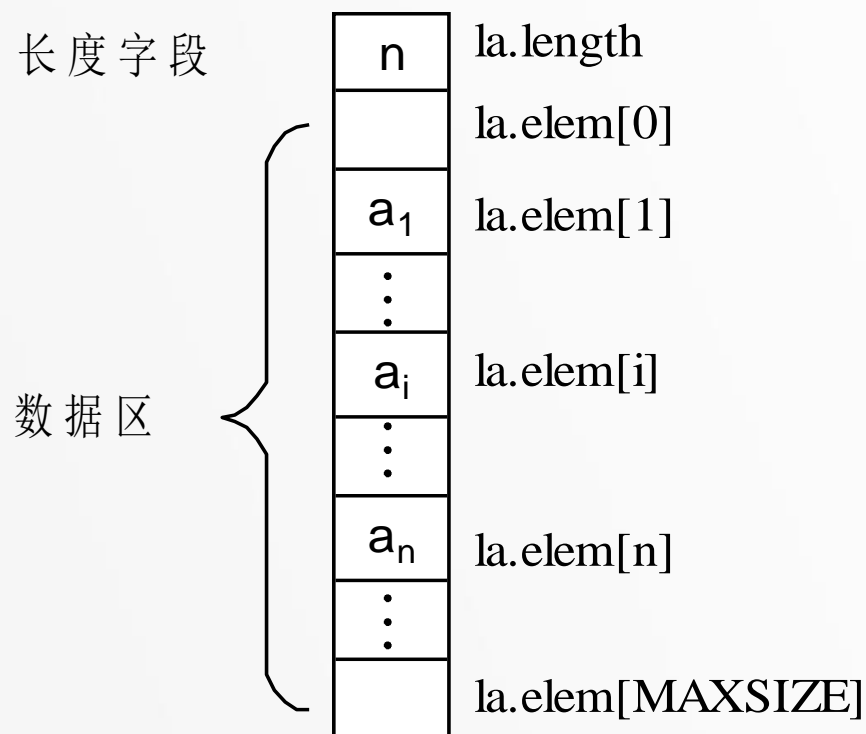 长度字段 n la.length
la.elem[0]
a₁ la.elem[1]
⋮
aᵢ la.elem[i]
数据区
⋮
aₙ la.elem[n]
⋮
la.elem[MAXSIZE]